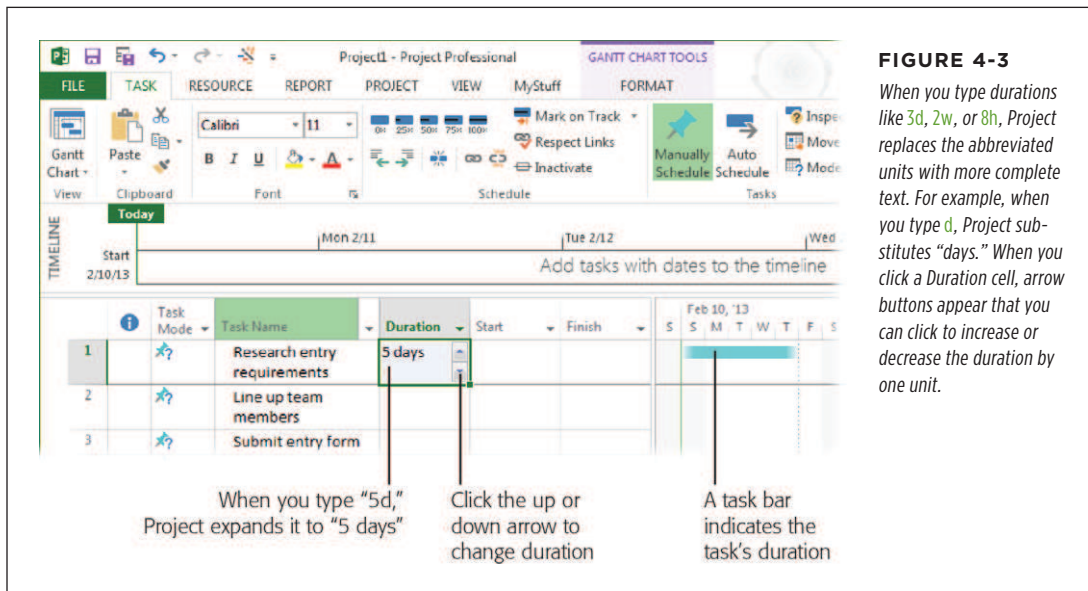 Project1 - Project Professional
GANTT CHART TOOLS
FILE TASK RESOURCE REPORT PROJECT VIEW MyStuff FORMAT
Gantt Chart
Paste
Calibri 11
B I U A
0% 25% 50% 75% 100%
Mark on Track
Respect Links
Inactivate
Manually Schedule
Auto Schedule
Inspe
Move
Mode
View Clipboard Font Schedule Tasks
TIMELINE
Today
Mon 2/11 Tue 2/12 Wed
Start
2/10/13
Add tasks with dates to the timeline
Task Mode Task Name Duration Start Finish
Feb 10, '13
S S M T W T F S
1 Research entry requirements 5 days
2 Line up team members
3 Submit entry form
When you type "5d,"
Project expands it to "5 days"
Click the up or
down arrow to
change duration
A task bar
indicates the
task's duration
FIGURE 4-3
When you type durations
like 3d, 2w, or 8h, Project
replaces the abbreviated
units with more complete
text. For example, when
you type d, Project sub-
stitutes “days.” When you
click a Duration cell, arrow
buttons appear that you
can click to increase or
decrease the duration by
one unit.